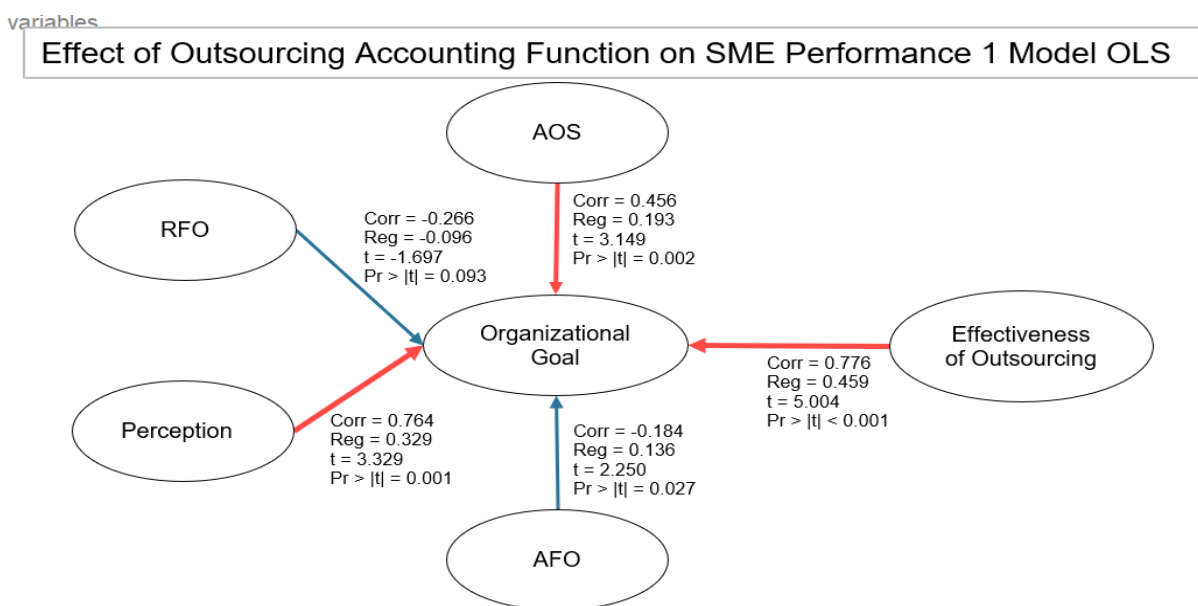 variables
Effect of Outsourcing Accounting Function on SME Performance 1 Model OLS
AOS
Corr = 0.456
Reg = 0.193
t = 3.149
Pr > |t| = 0.002
RFO
Corr = -0.266
Reg = -0.096
t = -1.697
Pr > |t| = 0.093
Organizational
Goal
Effectiveness
of Outsourcing
Corr = 0.776
Reg = 0.459
t = 5.004
Pr > |t| < 0.001
Perception
Corr = 0.764
Reg = 0.329
t = 3.329
Pr > |t| = 0.001
Corr = -0.184
Reg = 0.136
t = 2.250
Pr > |t| = 0.027
AFO